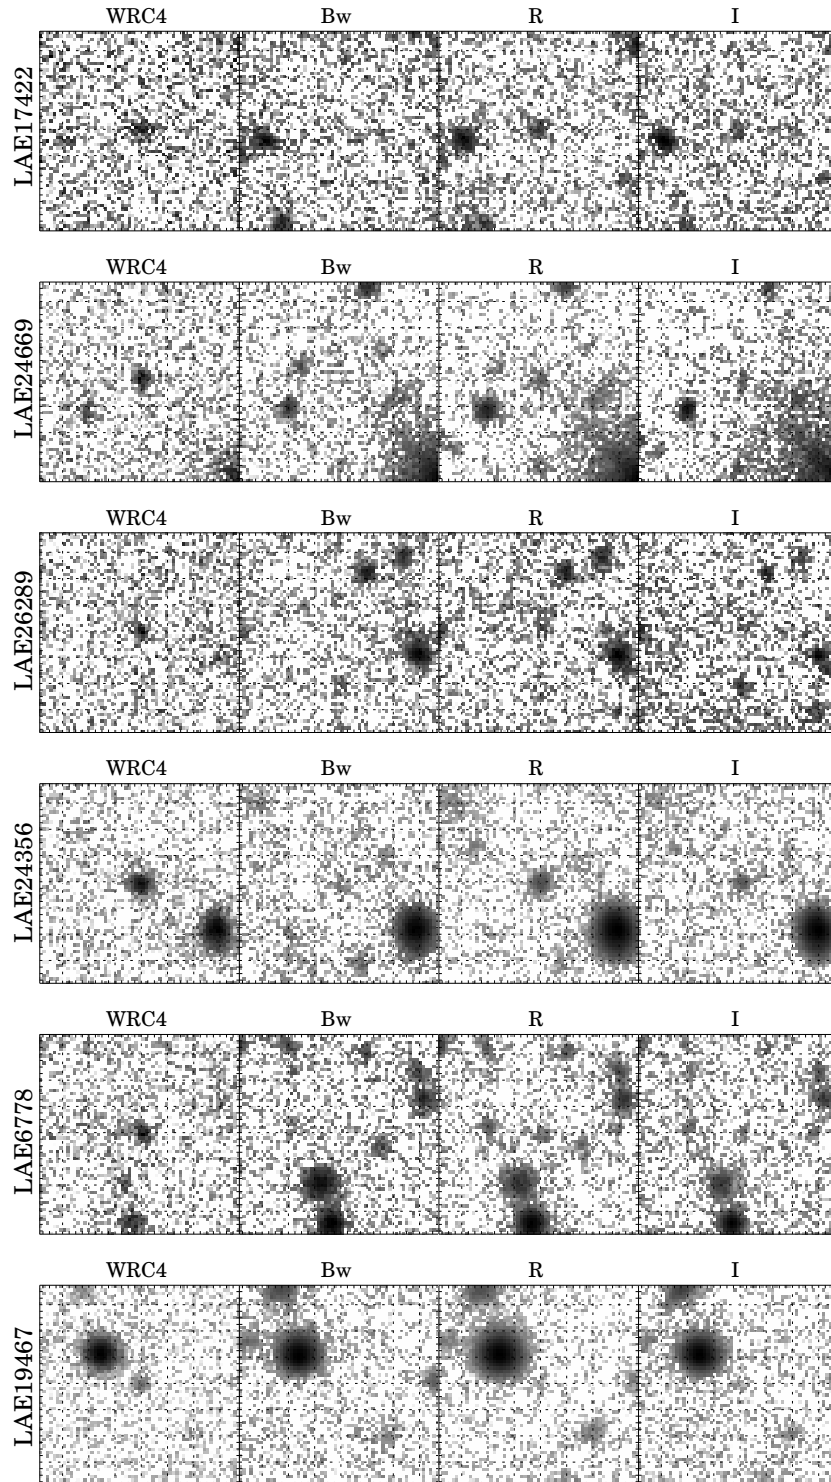 WRC4 Bw R I
LAE17422
WRC4 Bw R I
LAE24669
WRC4 Bw R I
LAE26289
WRC4 Bw R I
LAE24356
WRC4 Bw R I
LAE6778
WRC4 Bw R I
LAE19467